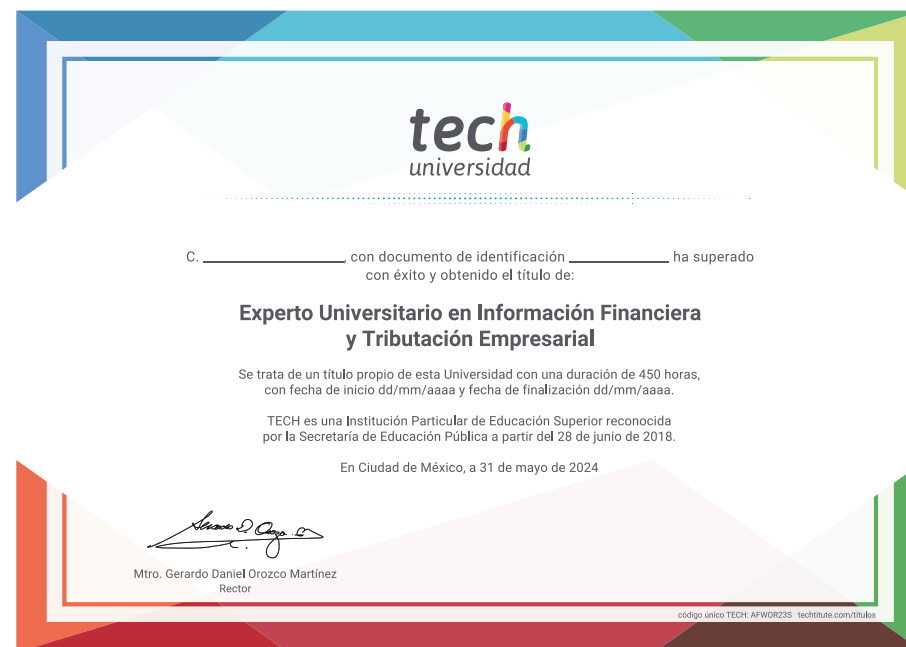 tech
universidad
C. ____________, con documento de identificación ____________ ha superado
con éxito y obtenido el título de:
Experto Universitario en Información Financiera
y Tributación Empresarial
Se trata de un título propio de esta Universidad con una duración de 450 horas,
con fecha de inicio dd/mm/aaaa y fecha de finalización dd/mm/aaaa.
TECH es una Institución Particular de Educación Superior reconocida
por la Secretaría de Educación Pública a partir del 28 de junio de 2018.
En Ciudad de México, a 31 de mayo de 2024
Mtro. Gerardo Daniel Orozco Martínez
Rector
código único TECH: AFWOR23S techtitute.com/titulos